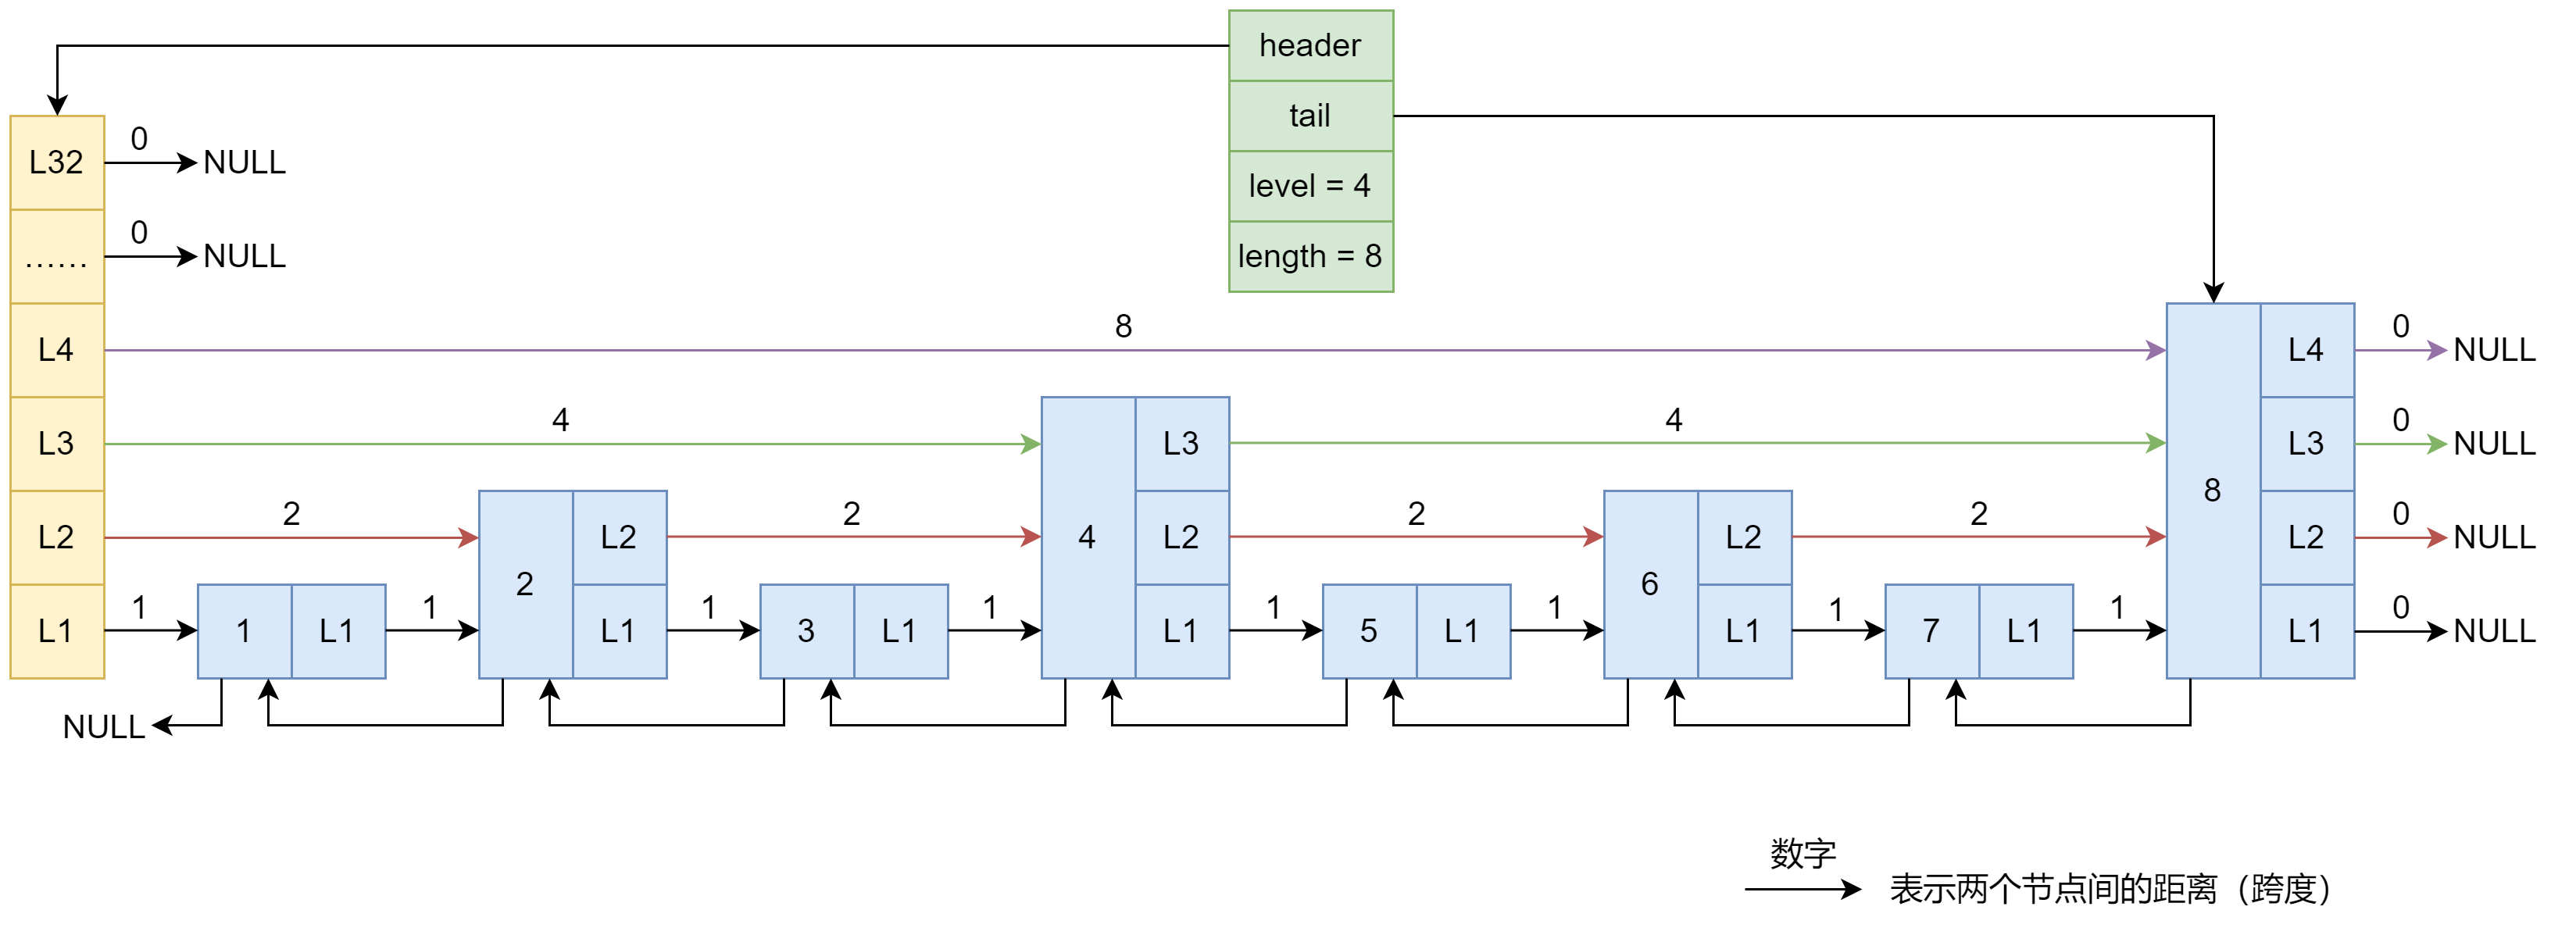 header
tail
level = 4
length = 8
L32
0
NULL
......
0
NULL
L4
8
L4
0
NULL
L3
4
L3
4
L3
0
NULL
L2
2
L2
2
L2
2
L2
2
L2
0
NULL
L1
1
1
L1
1
2
L1
1
3
L1
1
4
L1
1
5
L1
1
6
L1
1
7
L1
1
8
L1
0
NULL
NULL
数字
表示两个节点间的距离（跨度）